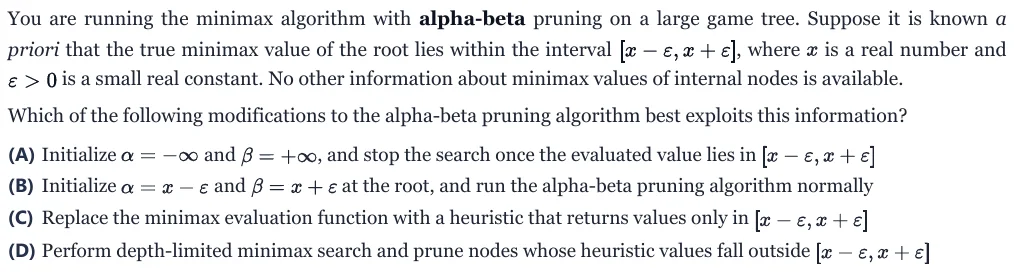 You are running the minimax algorithm with alpha-beta pruning on a large game tree. Suppose it is known a
priori that the true minimax value of the root lies within the interval [x − ε, x + ε], where x is a real number and
ε > 0 is a small real constant. No other information about minimax values of internal nodes is available.
Which of the following modifications to the alpha-beta pruning algorithm best exploits this information?
(A) Initialize α = −∞ and β = +∞, and stop the search once the evaluated value lies in [x − ε, x + ε]
(B) Initialize α = x − ε and β = x + ε at the root, and run the alpha-beta pruning algorithm normally
(C) Replace the minimax evaluation function with a heuristic that returns values only in [x − ε, x + ε]
(D) Perform depth-limited minimax search and prune nodes whose heuristic values fall outside [x − ε, x + ε]